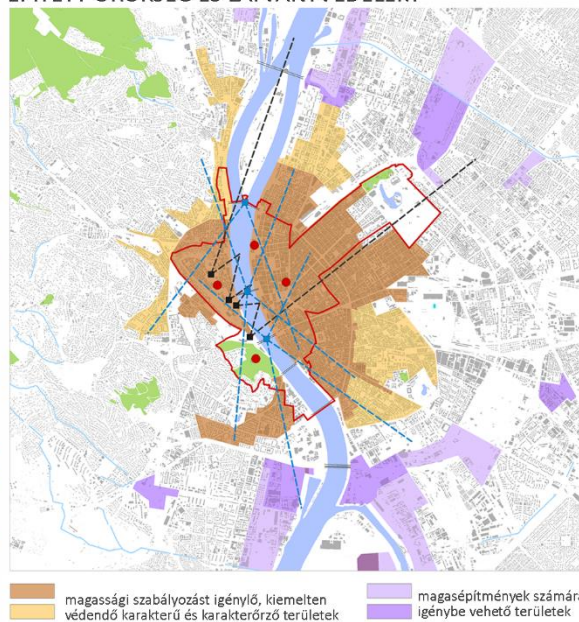 magassági szabályozást igénylő, kiemelten
védendő karakterű és karakterőrző területek
magasépítmények számára
igénybe vehető területek